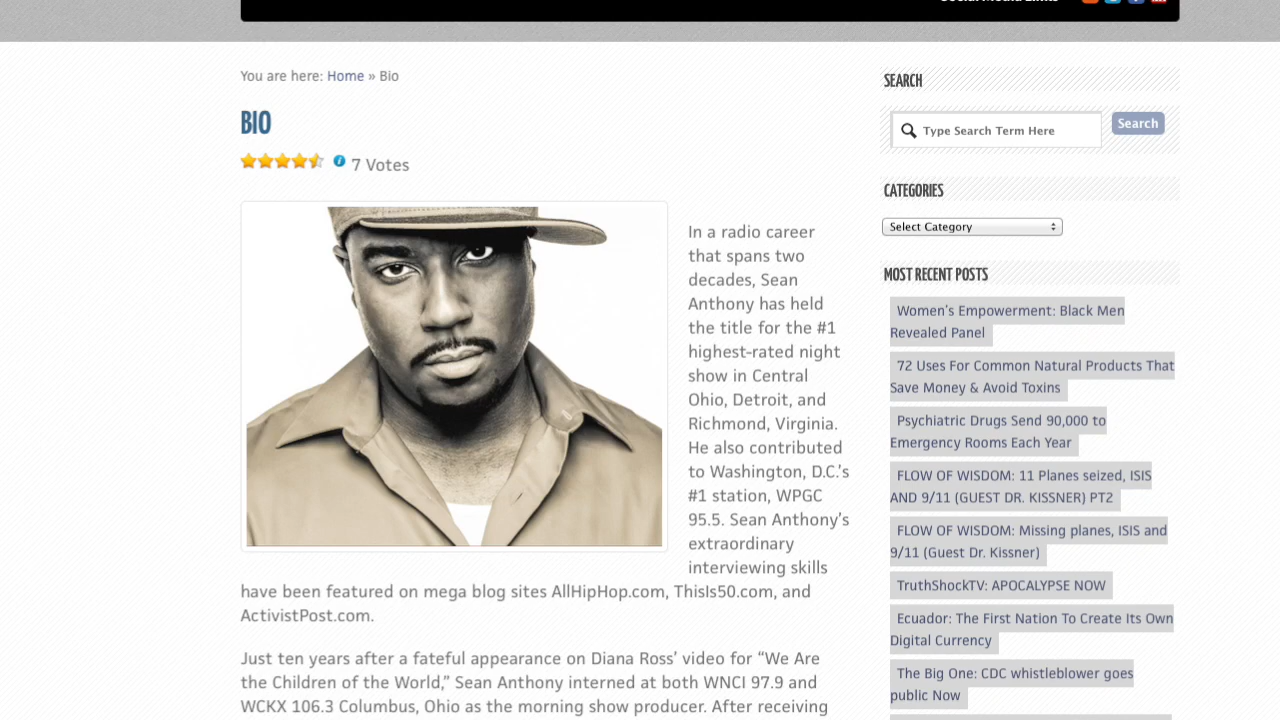 Social Media Links
You are here: Home » Bio
BIO
7 Votes
In a radio career
that spans two
decades, Sean
Anthony has held
the title for the #1
highest-rated night
show in Central
Ohio, Detroit, and
Richmond, Virginia.
He also contributed
to Washington, D.C.’s
#1 station, WPGC
95.5. Sean Anthony’s
extraordinary
interviewing skills
have been featured on mega blog sites AllHipHop.com, ThisIs50.com, and
ActivistPost.com.
Just ten years after a fateful appearance on Diana Ross’ video for “We Are
the Children of the World,” Sean Anthony interned at both WNCI 97.9 and
WCKX 106.3 Columbus, Ohio as the morning show producer. After receiving
SEARCH
Type Search Term Here
Search
CATEGORIES
Select Category
MOST RECENT POSTS
Women’s Empowerment: Black Men
Revealed Panel
72 Uses For Common Natural Products That
Save Money & Avoid Toxins
Psychiatric Drugs Send 90,000 to
Emergency Rooms Each Year
FLOW OF WISDOM: 11 Planes seized, ISIS
AND 9/11 (GUEST DR. KISSNER) PT2
FLOW OF WISDOM: Missing planes, ISIS and
9/11 (Guest Dr. Kissner)
TruthShockTV: APOCALYPSE NOW
Ecuador: The First Nation To Create Its Own
Digital Currency
The Big One: CDC whistleblower goes
public Now